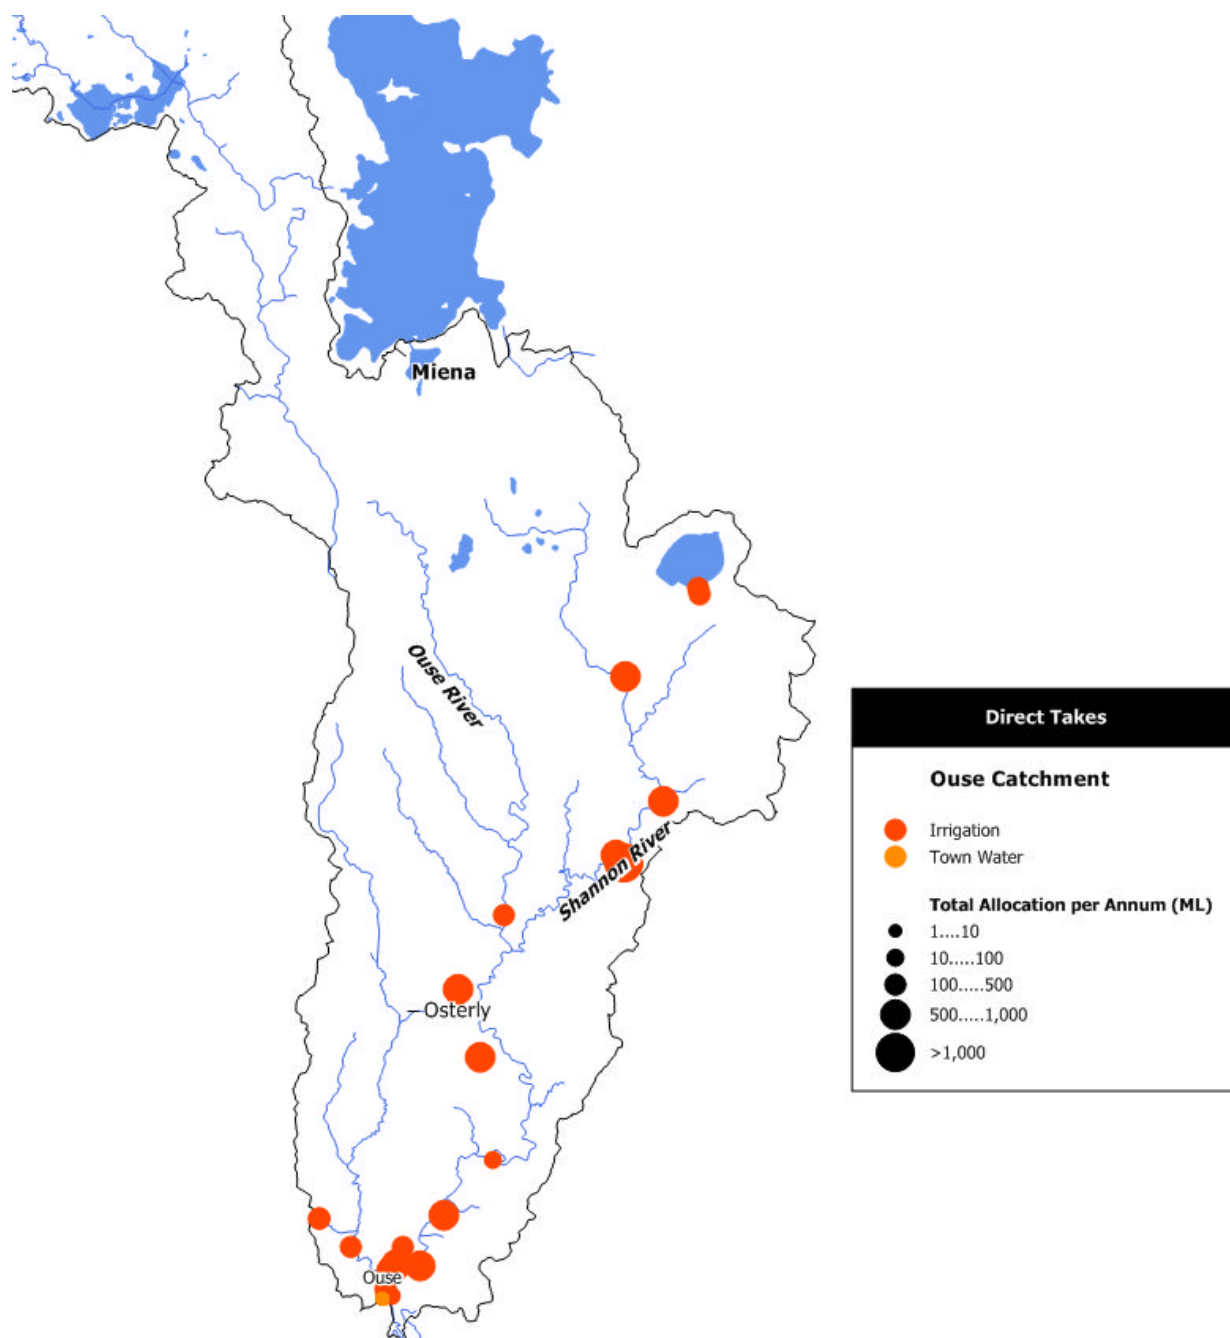 Miena
Ouse River
Shannon River
Osterly
Ouse
Direct Takes
Ouse Catchment
Irrigation
Town Water
Total Allocation per Annum (ML)
1....10
10.....100
100.....500
500.....1,000
>1,000